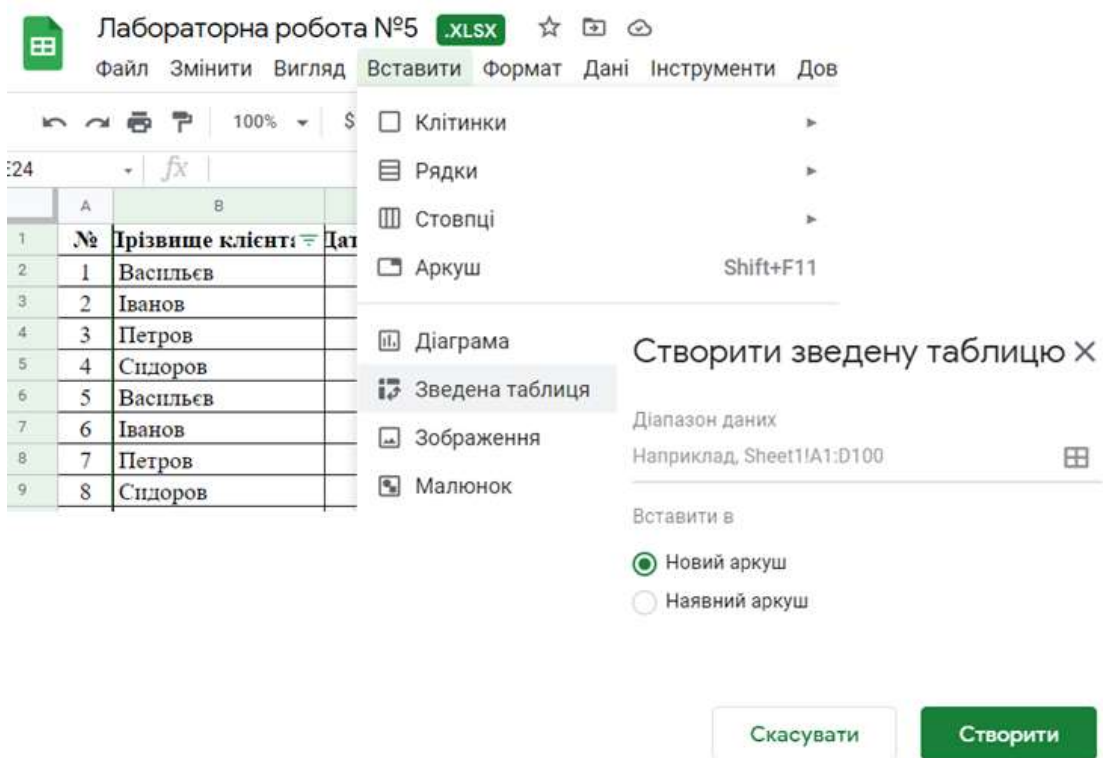 Лабораторна робота №5 .XLSX
Файл Змінити Вигляд Вставити Формат Дані Інструменти Дов
100% $
E24 fx
A B
1 № Прізвище клієнта Дат
2 1 Васильєв
3 2 Іванов
4 3 Петров
5 4 Сидоров
6 5 Васильєв
7 6 Іванов
8 7 Петров
9 8 Сидоров
Клітинки
Рядки
Стовпці
Аркуш Shift+F11
Діаграма
Зведена таблиця
Зображення
Малюнок
Створити зведену таблицю
Діапазон даних
Наприклад, Sheet1!A1:D100
Вставити в
Новий аркуш
Наявний аркуш
Скасувати Створити